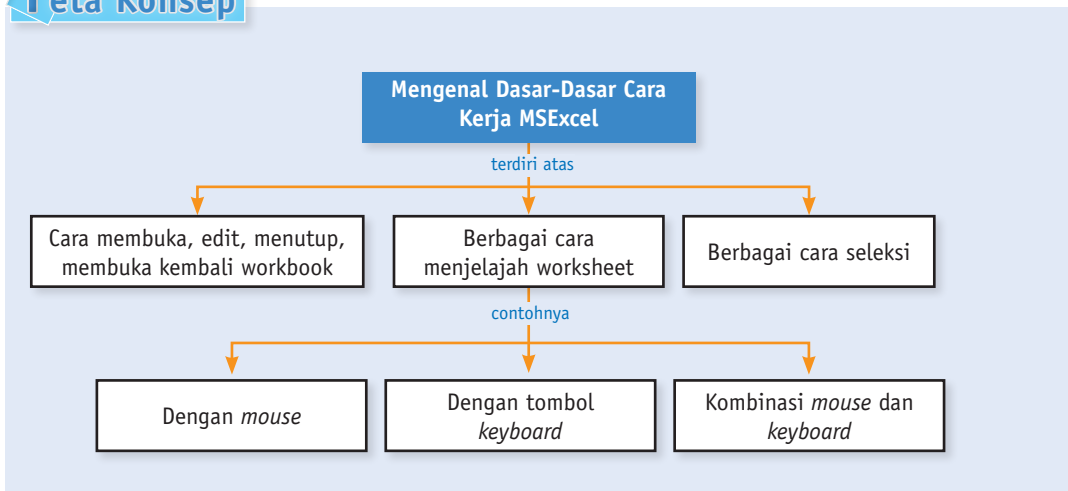 Peta Konsep
Mengenal Dasar-Dasar Cara
Kerja MSExcel
terdiri atas
Cara membuka, edit, menutup,
membuka kembali workbook
Berbagai cara
menjelajah worksheet
Berbagai cara seleksi
contohnya
Dengan mouse
Dengan tombol
keyboard
Kombinasi mouse dan
keyboard